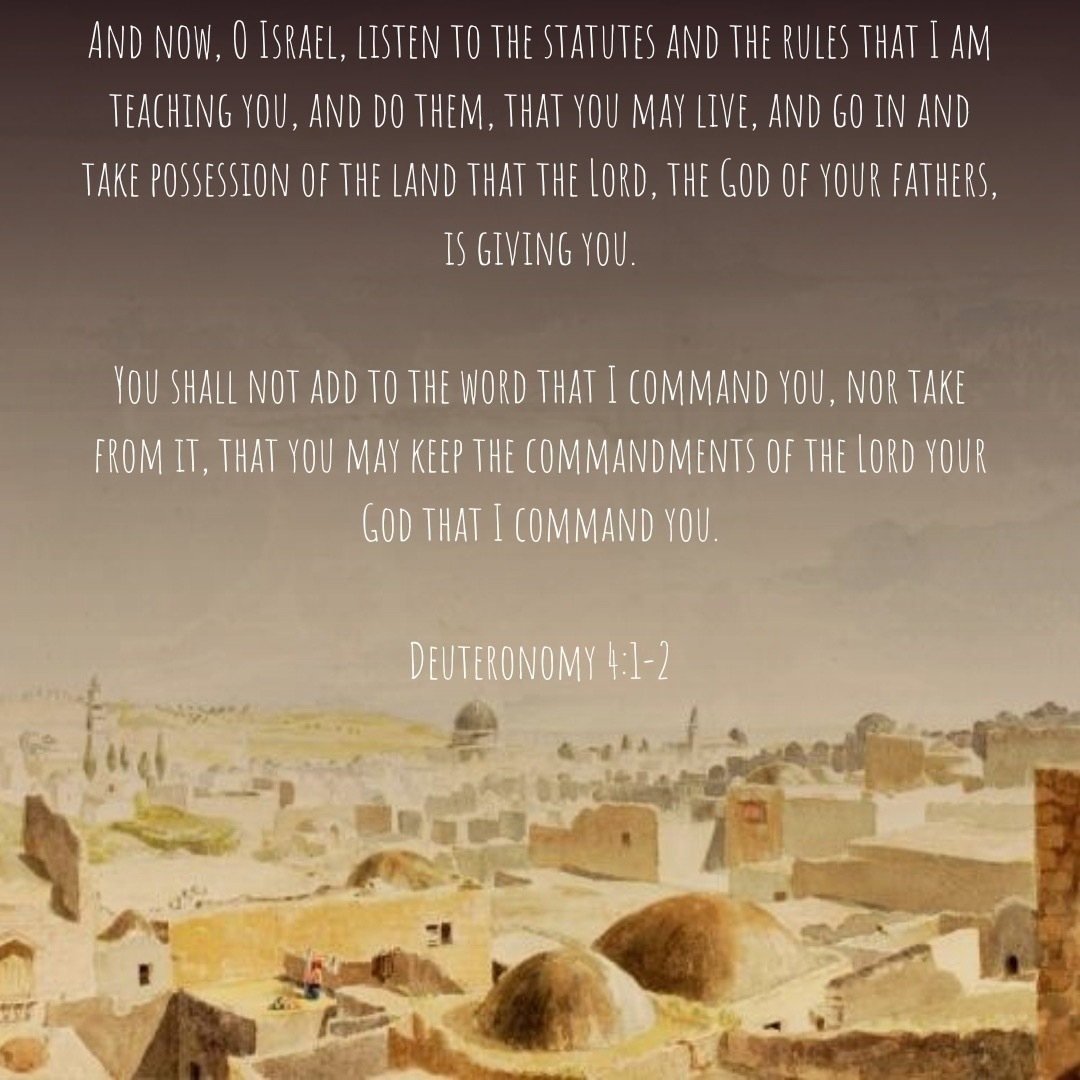 And now, O Israel, listen to the statutes and the rules that I am
teaching you, and do them, that you may live, and go in and
take possession of the land that the Lord, the God of your fathers,
is giving you.
You shall not add to the word that I command you, nor take
from it, that you may keep the commandments of the Lord your
God that I command you.
Deuteronomy 4:1-2